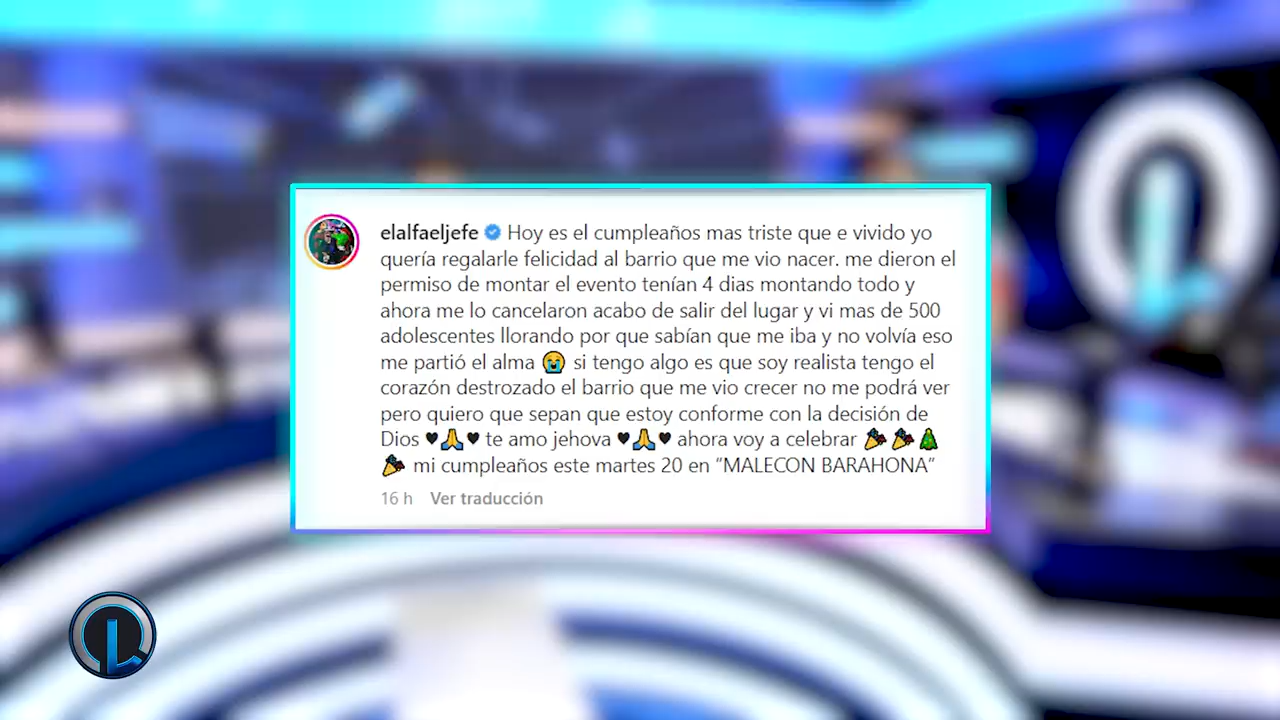 elalfaeljefe Hoy es el cumpleaños mas triste que e vivido yo
quería regalarle felicidad al barrio que me vio nacer. me dieron el
permiso de montar el evento tenían 4 dias montando todo y
ahora me lo cancelaron acabo de salir del lugar y vi mas de 500
adolescentes llorando por que sabían que me iba y no volvía eso
me partió el alma 😭 si tengo algo es que soy realista tengo el
corazón destrozado el barrio que me vio crecer no me podrá ver
pero quiero que sepan que estoy conforme con la decisión de
Dios ♥🙏♥ te amo jehova ♥🙏♥ ahora voy a celebrar 🎉🎉🎄
🎉 mi cumpleaños este martes 20 en "MALECON BARAHONA"
16 h Ver traducción